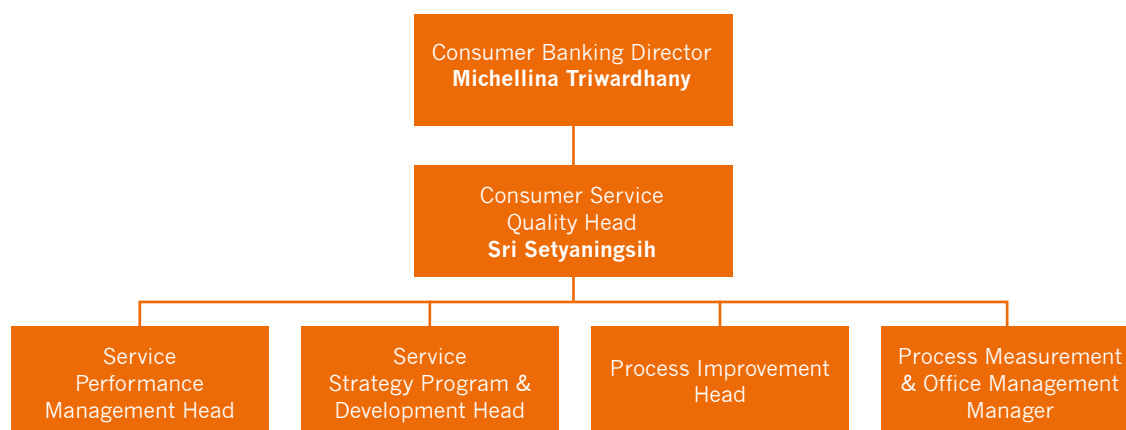 Consumer Banking Director
Michellina Triwardhany
Consumer Service
Quality Head
Sri Setyaningsih
Service
Performance
Management Head
Service
Strategy Program &
Development Head
Process Improvement
Head
Process Measurement
& Office Management
Manager